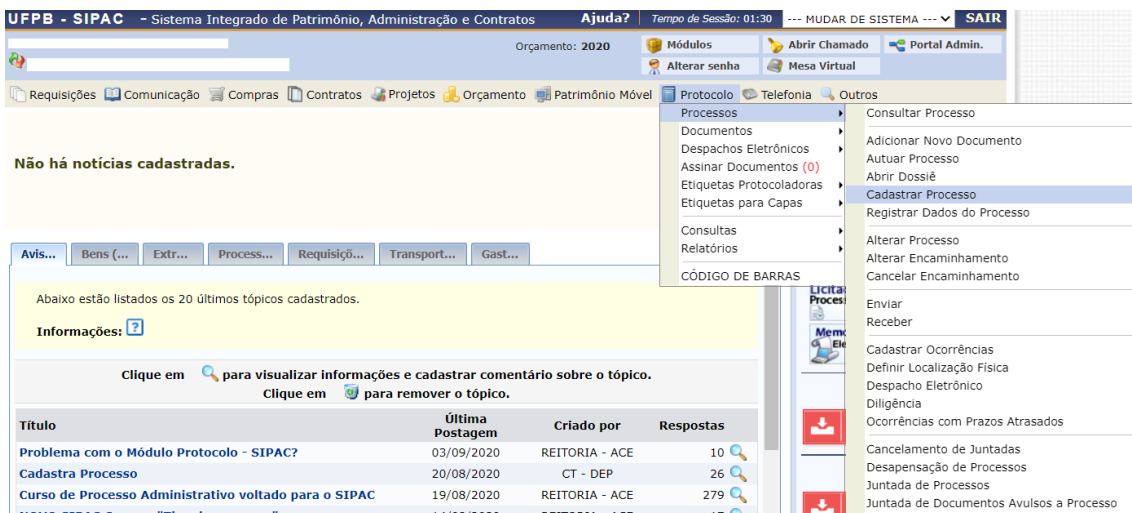 UFPB - SIPAC - Sistema Integrado de Patrimônio, Administração e Contratos Ajuda? Tempo de Sessão: 01:30 --- MUDAR DE SISTEMA --- SAIR
Orçamento: 2020 Módulos Abrir Chamado Portal Admin.
Alterar senha Mesa Virtual
Requisições Comunicação Compras Contratos Projetos Orçamento Patrimônio Móvel Protocolo Telefonia Outros
Processos
Documentos
Despachos Eletrônicos
Assinar Documentos (0)
Etiquetas Protocoladoras
Etiquetas para Capas
Consultas
Relatórios
CÓDIGO DE BARRAS
Consultar Processo
Adicionar Novo Documento
Autuar Processo
Abrir Dossiê
Cadastrar Processo
Registrar Dados do Processo
Alterar Processo
Alterar Encaminhamento
Cancelar Encaminhamento
Enviar
Receber
Cadastrar Ocorrências
Definir Localização Física
Despacho Eletrônico
Diligência
Ocorrências com Prazos Atrasados
Cancelamento de Juntadas
Desapensação de Processos
Juntada de Processos
Juntada de Documentos Avulsos a Processo
Não há notícias cadastradas.
Avis... Bens (... Extr... Process... Requisiçõ... Transport... Gast...
Abaixo estão listados os 20 últimos tópicos cadastrados.
Informações: ?
Clique em para visualizar informações e cadastrar comentário sobre o tópico.
Clique em para remover o tópico.
Título Última Postagem Criado por Respostas
Problema com o Módulo Protocolo - SIPAC? 03/09/2020 REITORIA - ACE 10
Cadastra Processo 20/08/2020 CT - DEP 26
Curso de Processo Administrativo voltado para o SIPAC 19/08/2020 REITORIA - ACE 279